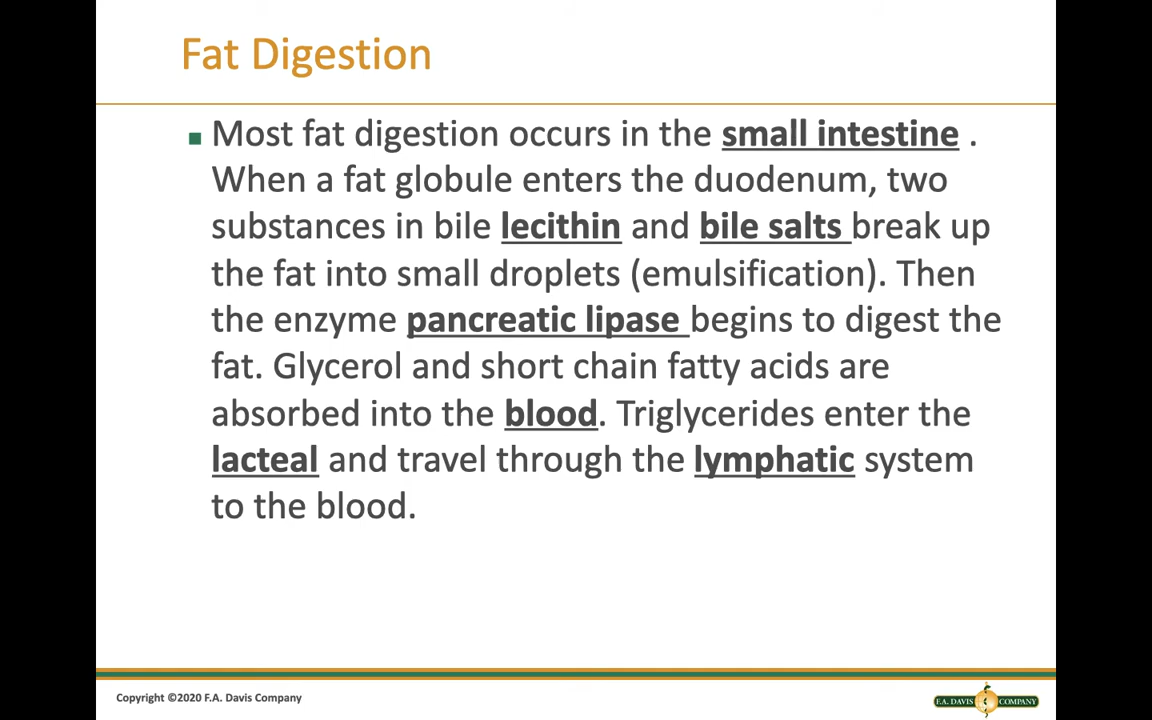 Fat Digestion
Most fat digestion occurs in the small intestine .
When a fat globule enters the duodenum, two
substances in bile lecithin and bile salts break up
the fat into small droplets (emulsification). Then
the enzyme pancreatic lipase begins to digest the
fat. Glycerol and short chain fatty acids are
absorbed into the blood. Triglycerides enter the
lacteal and travel through the lymphatic system
to the blood.
Copyright ©2020 F.A. Davis Company
F.A. DAVIS COMPANY